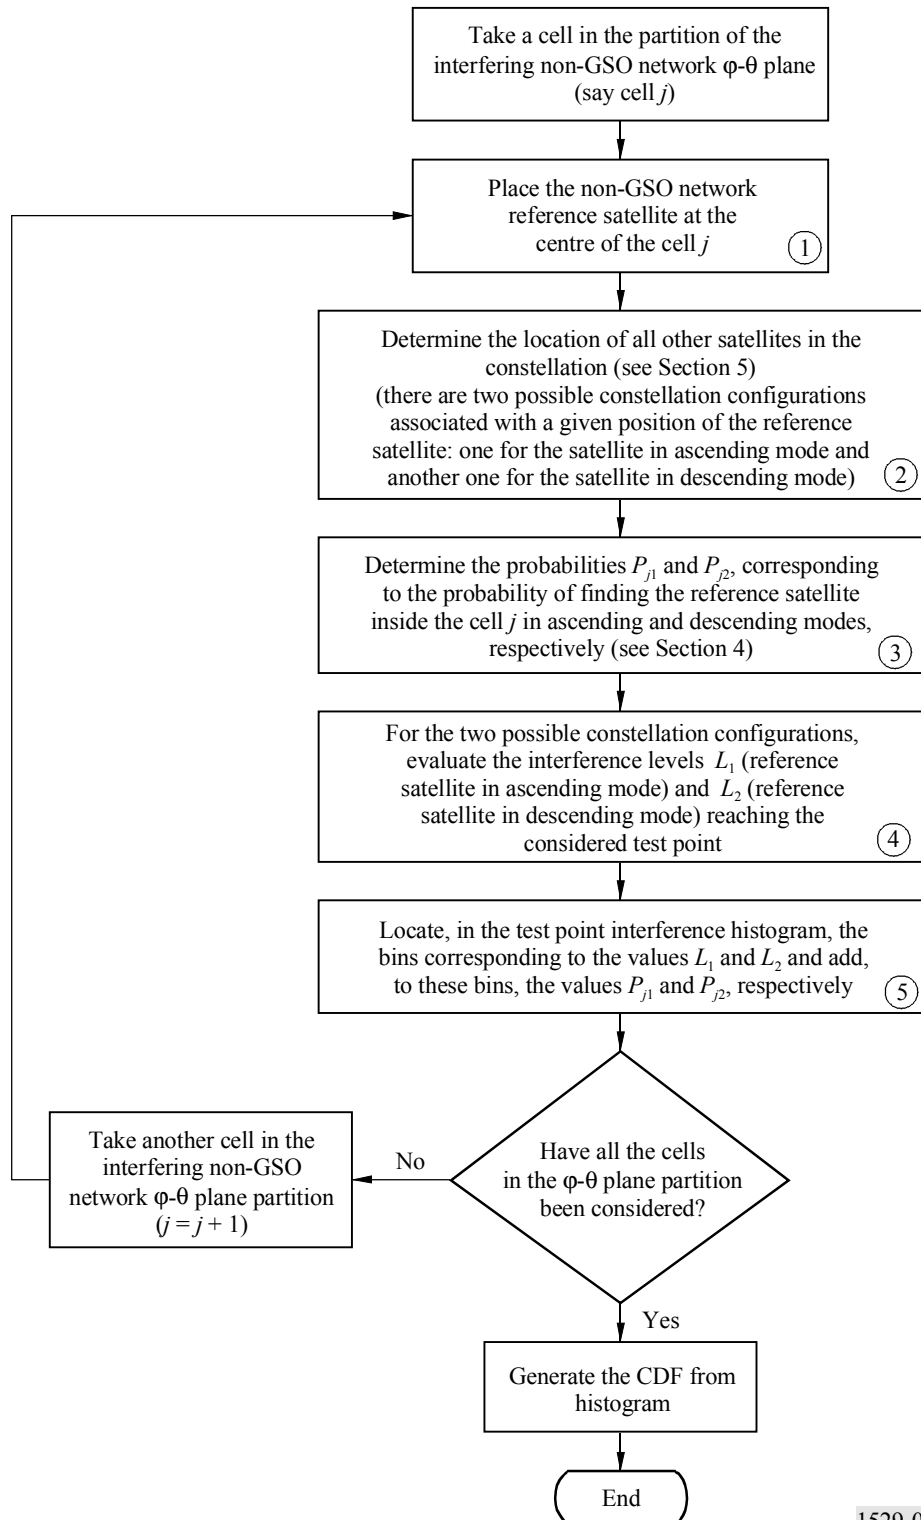 Take a cell in the partition of the
interfering non-GSO network φ-θ plane
(say cell j)
Place the non-GSO network
reference satellite at the
centre of the cell j
1
Determine the location of all other satellites in the
constellation (see Section 5)
(there are two possible constellation configurations
associated with a given position of the reference
satellite: one for the satellite in ascending mode and
another one for the satellite in descending mode)
2
Determine the probabilities Pj1 and Pj2, corresponding
to the probability of finding the reference satellite
inside the cell j in ascending and descending modes,
respectively (see Section 4)
3
For the two possible constellation configurations,
evaluate the interference levels L1 (reference
satellite in ascending mode) and L2 (reference
satellite in descending mode) reaching the
considered test point
4
Locate, in the test point interference histogram, the
bins corresponding to the values L1 and L2 and add,
to these bins, the values Pj1 and Pj2, respectively
5
Have all the cells
in the φ-θ plane partition
been considered?
No
Take another cell in the
interfering non-GSO
network φ-θ plane partition
(j = j + 1)
Yes
Generate the CDF from
histogram
End